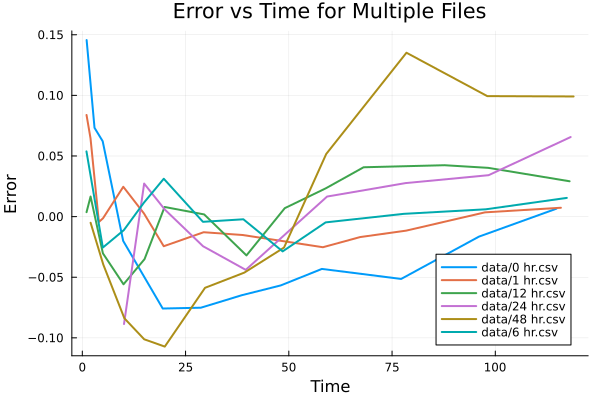 Error vs Time for Multiple Files
Error
0.15
0.10
0.05
0.00
−0.05
−0.10
0
25
50
75
100
Time
data/0 hr.csv
data/1 hr.csv
data/12 hr.csv
data/24 hr.csv
data/48 hr.csv
data/6 hr.csv